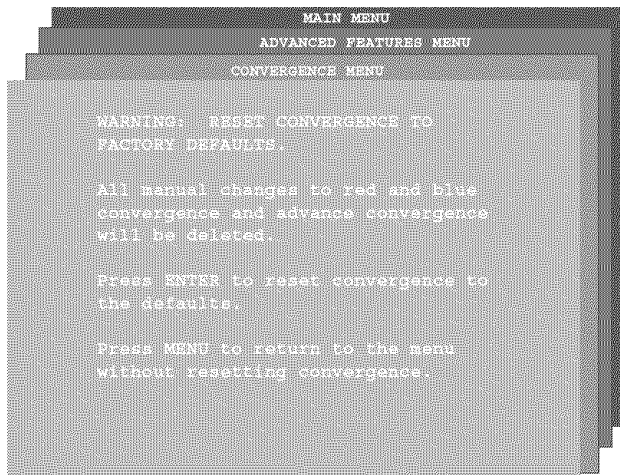 MAIN MENU
ADVANCED FEATURES MENU
CONVERGENCE MENU
WARNING: RESET CONVERGENCE TO
FACTORY DEFAULTS.
All manual changes to red and blue
convergence and advance convergence
will be deleted.
Press ENTER to reset convergence to
the defaults.
Press MENU to return to the menu
without resetting convergence.